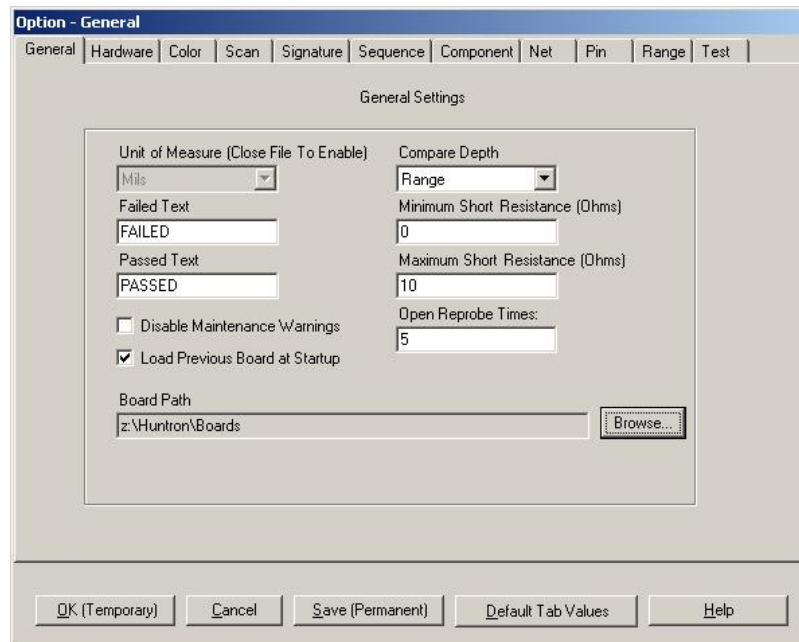 Option - General
General Hardware Color Scan Signature Sequence Component Net Pin Range Test
General Settings
Unit of Measure (Close File To Enable)
Mils
Failed Text
FAILED
Passed Text
PASSED
Disable Maintenance Warnings
Load Previous Board at Startup
Compare Depth
Range
Minimum Short Resistance (Ohms)
0
Maximum Short Resistance (Ohms)
10
Open Reprobe Times:
5
Board Path
z:\Huntron\Boards
Browse...
OK (Temporary) Cancel Save (Permanent) Default Tab Values Help